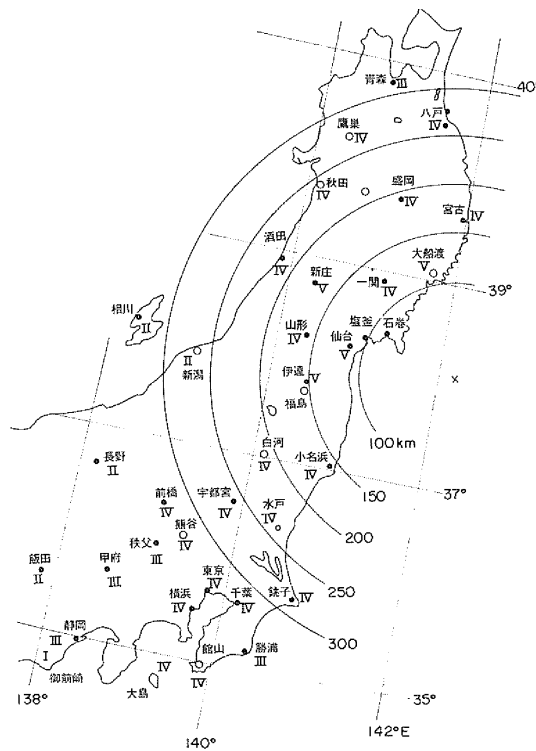 青森 III
40
八戸
IV
鷹巣
IV
秋田
IV
盛岡
IV
宮古
IV
酒田
IV
大船渡
V
新庄
V
一関
IV
39°
相川
II
山形
IV
仙台
V
塩釜
石巻
II
新潟
伊達
V
福島
×
100km
白河
IV
小名浜
IV
150
37°
長野
II
前橋
IV
宇都宮
IV
水戸
IV
200
熊谷
IV
秩父
III
飯田
II
甲府
III
250
東京
IV
横浜
IV
千葉
IV
銚子
IV
300
静岡
III
I
御前崎
館山
IV
勝浦
III
IV
大島
138°
35°
142°E
140°